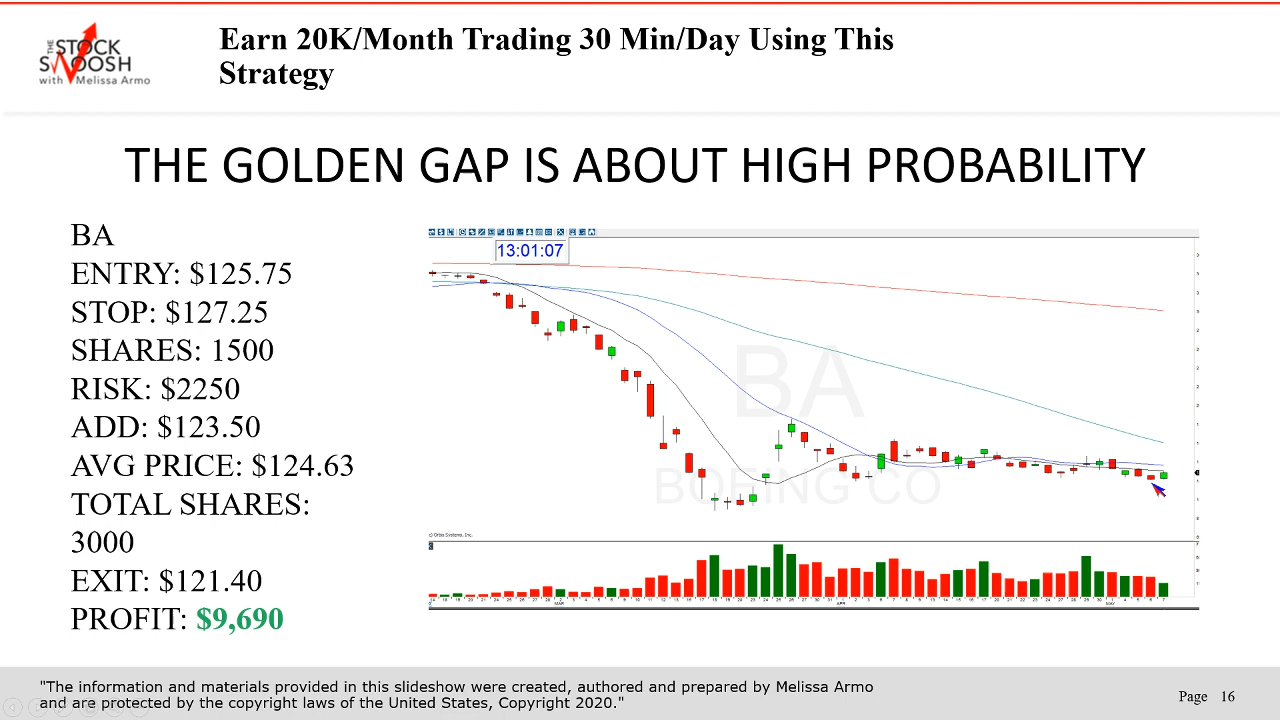 THE
STOCK
SWOOSH
with Melissa Armo
Earn 20K/Month Trading 30 Min/Day Using This
Strategy
THE GOLDEN GAP IS ABOUT HIGH PROBABILITY
BA
ENTRY: $125.75
STOP: $127.25
SHARES: 1500
RISK: $2250
ADD: $123.50
AVG PRICE: $124.63
TOTAL SHARES:
3000
EXIT: $121.40
PROFIT: $9,690
13:01:07
BA
BOEING CO
MAR
APR
MAY
"The information and materials provided in this slideshow were created, authored and prepared by Melissa Armo
and are protected by the copyright laws of the United States, Copyright 2020."
Page 16